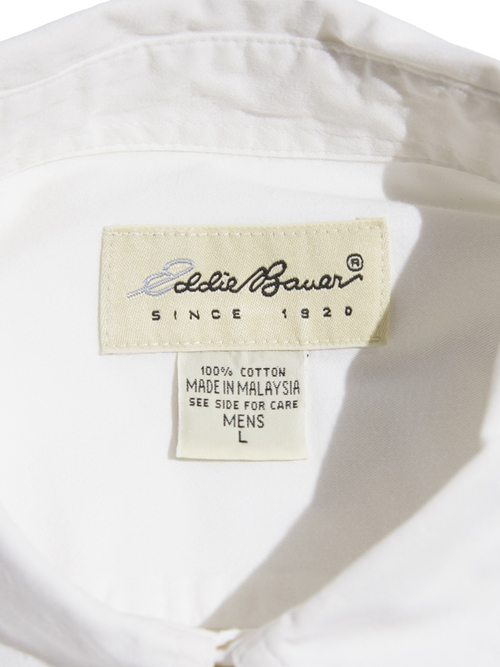 Eddie Bauer®
SINCE 1920
100% COTTON
MADE IN MALAYSIA
SEE SIDE FOR CARE
MENS
L